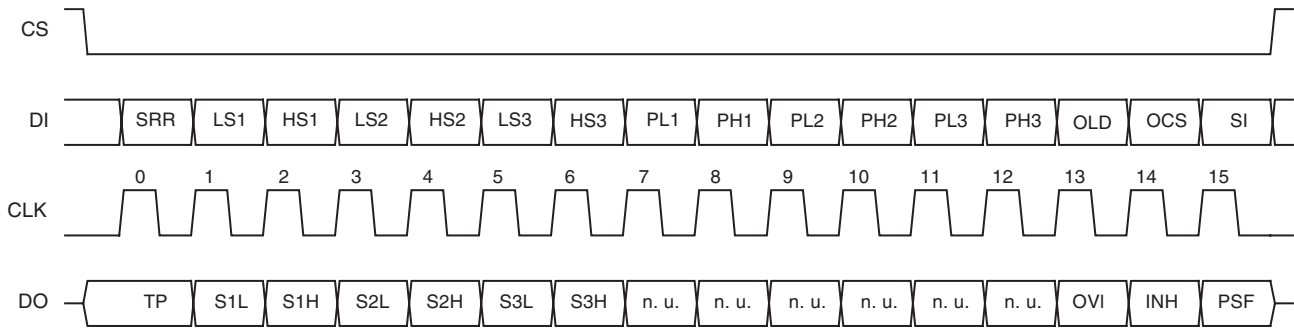 CS
DI SRR LS1 HS1 LS2 HS2 LS3 HS3 PL1 PH1 PL2 PH2 PL3 PH3 OLD OCS SI
0 1 2 3 4 5 6 7 8 9 10 11 12 13 14 15
CLK
DO TP S1L S1H S2L S2H S3L S3H n. u. n. u. n. u. n. u. n. u. n. u. OVI INH PSF